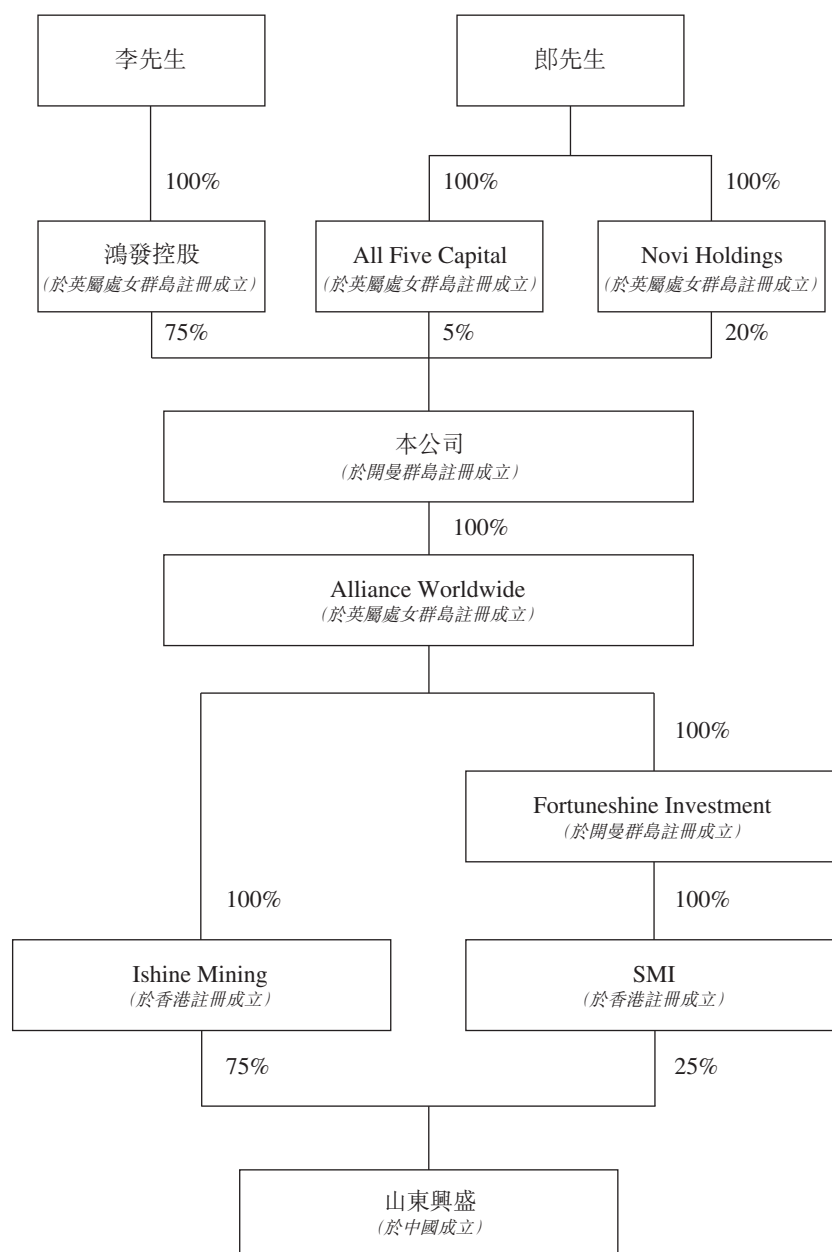 李先生
郎先生
100%
100%
100%
鴻發控股
(於英屬處女群島註冊成立)
All Five Capital
(於英屬處女群島註冊成立)
Novi Holdings
(於英屬處女群島註冊成立)
75%
5%
20%
本公司
(於開曼群島註冊成立)
100%
Alliance Worldwide
(於英屬處女群島註冊成立)
100%
Fortuneshine Investment
(於開曼群島註冊成立)
100%
100%
Ishine Mining
(於香港註冊成立)
SMI
(於香港註冊成立)
75%
25%
山東興盛
(於中國成立)